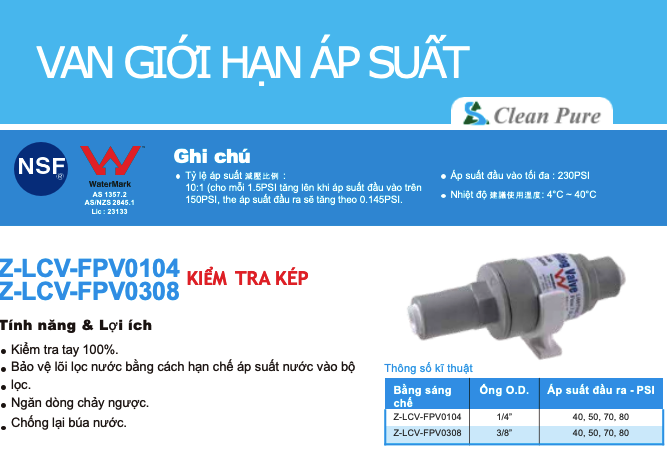 VAN GIỚI HẠN ÁP SUẤT
Clean Pure
NSF®
WaterMark
AS 1357.2
AS/NZS 2845.1
Lic : 23133
Ghi chú
• Tỷ lệ áp suất 減壓比例 :
10:1 (cho mỗi 1.5PSI tăng lên khi áp suất đầu vào trên
150PSI, the áp suất đầu ra sẽ tăng theo 0.145PSI.
• Áp suất đầu vào tối đa : 230PSI
• Nhiệt độ 建議使用溫度: 4°C ~ 40°C
Z-LCV-FPV0104
Z-LCV-FPV0308
KIỂM TRA KÉP
Tính năng & Lợi ích
• Kiểm tra tay 100%.
• Bảo vệ lõi lọc nước bằng cách hạn chế áp suất nước vào bộ
• lọc.
• Ngăn dòng chảy ngược.
• Chống lại búa nước.
Thông số kĩ thuật
Bằng sáng chế Ống O.D. Áp suất đầu ra - PSI
Z-LCV-FPV0104 1/4” 40, 50, 70, 80
Z-LCV-FPV0308 3/8” 40, 50, 70, 80